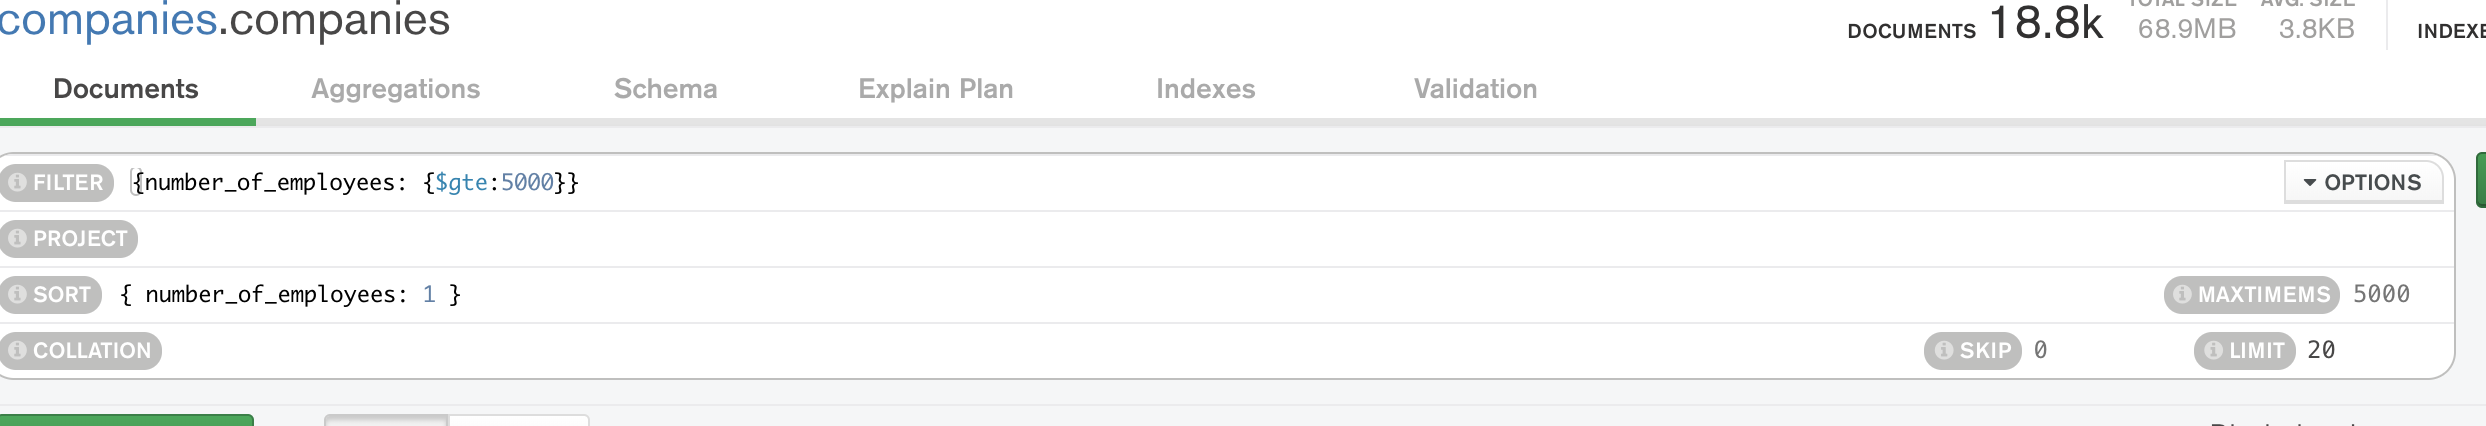 companies.companies
DOCUMENTS 18.8k TOTAL SIZE 68.9MB AVG. SIZE 3.8KB
Documents Aggregations Schema Explain Plan Indexes Validation
FILTER {number_of_employees: {$gte:5000}} OPTIONS
PROJECT
SORT { number_of_employees: 1 } MAXTIMEMS 5000
COLLATION SKIP 0 LIMIT 20